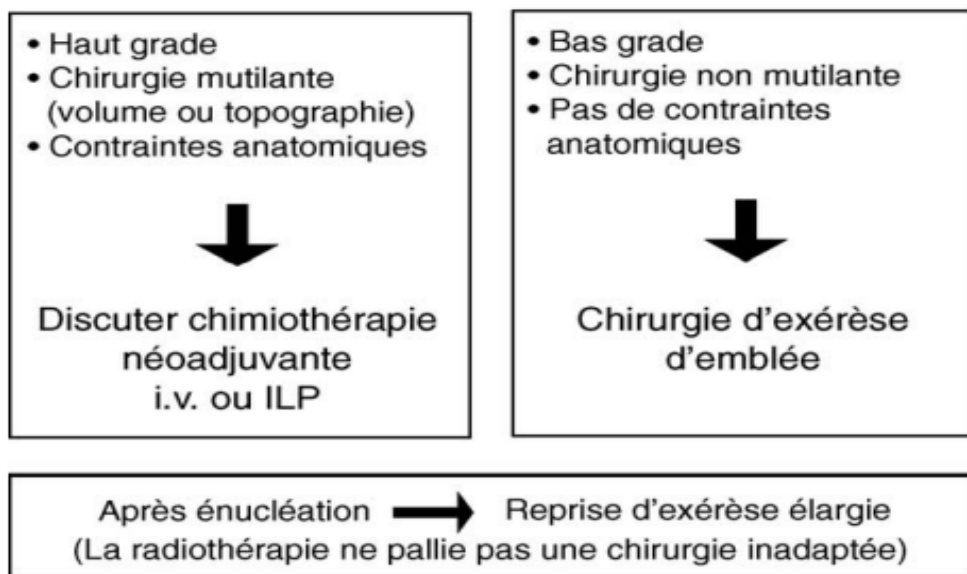 • Haut grade
• Chirurgie mutilante
(volume ou topographie)
• Contraintes anatomiques
Discuter chimiothérapie
néoadjuvante
i.v. ou ILP
• Bas grade
• Chirurgie non mutilante
• Pas de contraintes
anatomiques
Chirurgie d'exérèse
d'emblée
Après énucléation Reprise d'exérèse élargie
(La radiothérapie ne pallie pas une chirurgie inadaptée)